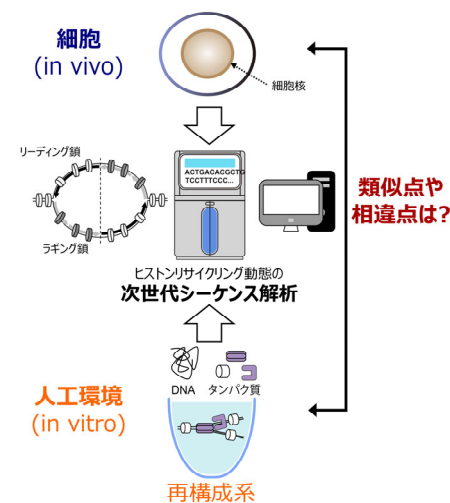 細胞
(in vivo)
細胞核
リーディング鎖
ラギング鎖
ACTGACACGCTG
TCCTTTCCC...
類似点や
相違点は?
ヒストンリサイクリング動態の
次世代シーケンス解析
DNA タンパク質
人工環境
(in vitro)
再構成系